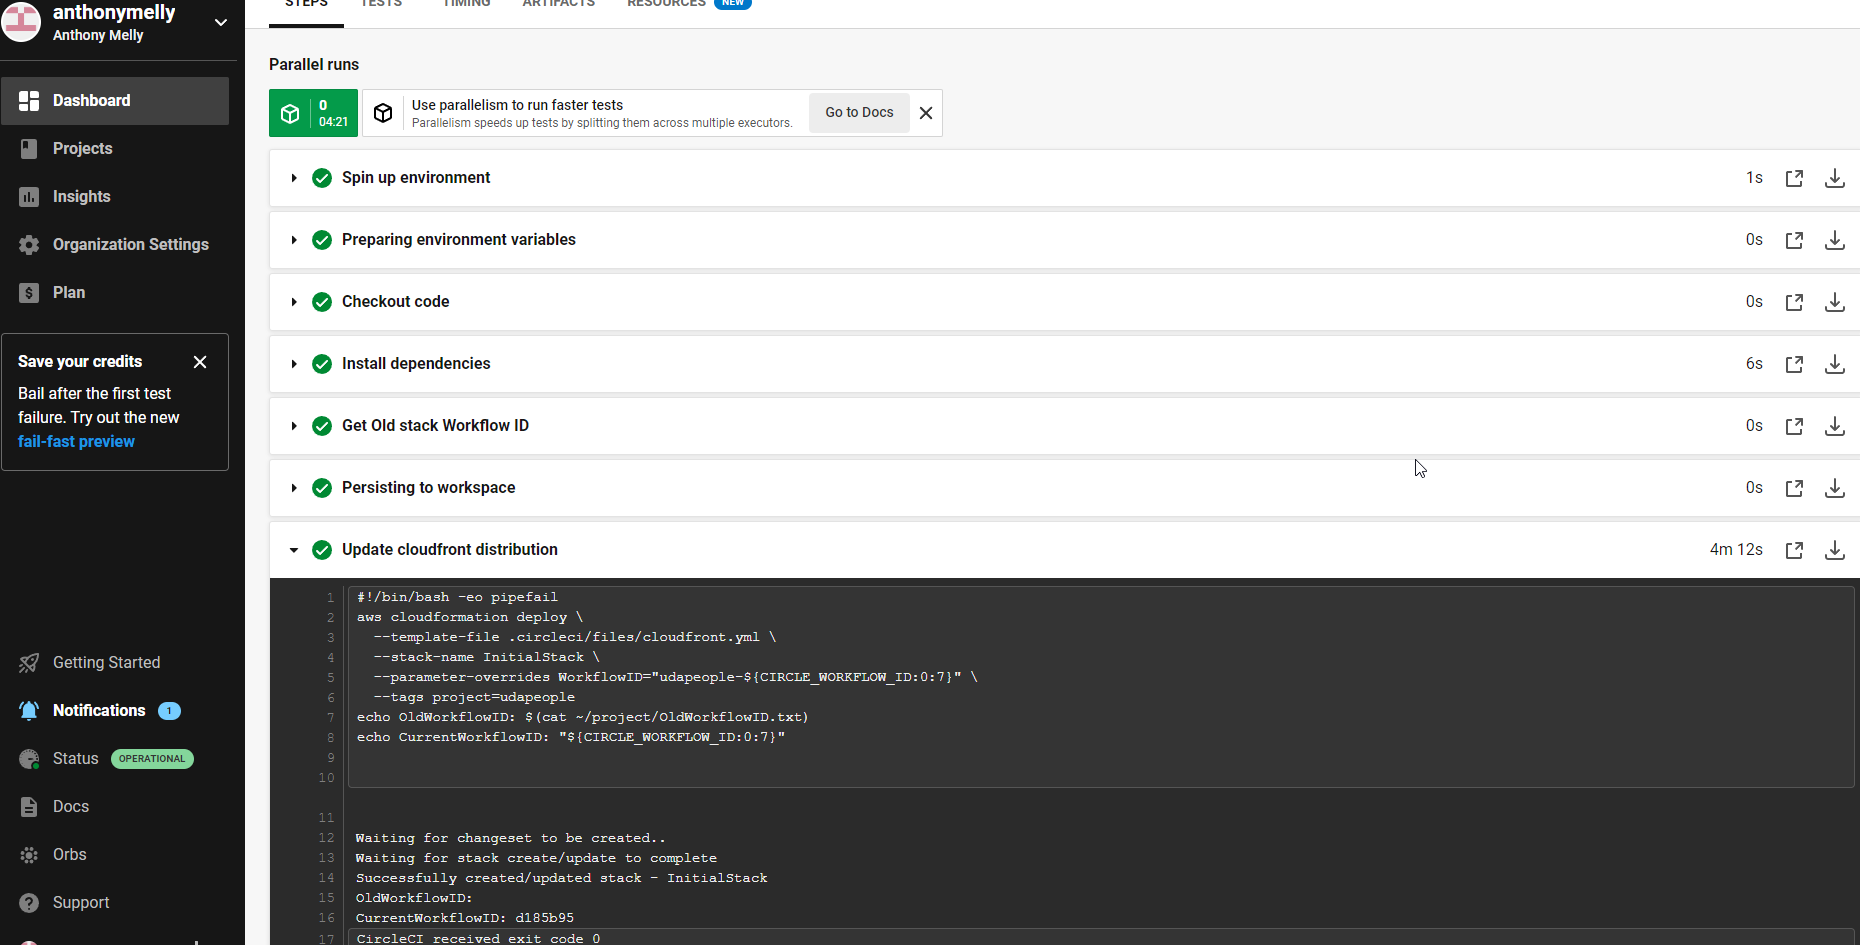 anthonymelly
Anthony Melly
Dashboard
Projects
Insights
Organization Settings
Plan
Save your credits
Bail after the first test
failure. Try out the new
fail-fast preview
Getting Started
Notifications 1
Status OPERATIONAL
Docs
Orbs
Support
STEPS TESTS TIMING ARTIFACTS RESOURCES NEW
Parallel runs
0
04:21
Use parallelism to run faster tests
Parallelism speeds up tests by splitting them across multiple executors.
Go to Docs
Spin up environment 1s
Preparing environment variables 0s
Checkout code 0s
Install dependencies 6s
Get Old stack Workflow ID 0s
Persisting to workspace 0s
Update cloudfront distribution 4m 12s
1 #!/bin/bash -eo pipefail
2 aws cloudformation deploy \
3 --template-file .circleci/files/cloudfront.yml \
4 --stack-name InitialStack \
5 --parameter-overrides WorkflowID="udapeople-${CIRCLE_WORKFLOW_ID:0:7}" \
6 --tags project=udapeople
7 echo OldWorkflowID: $(cat ~/project/OldWorkflowID.txt)
8 echo CurrentWorkflowID: "${CIRCLE_WORKFLOW_ID:0:7}"
9
10
11
12 Waiting for changeset to be created..
13 Waiting for stack create/update to complete
14 Successfully created/updated stack - InitialStack
15 OldWorkflowID:
16 CurrentWorkflowID: d185b95
17 CircleCI received exit code 0